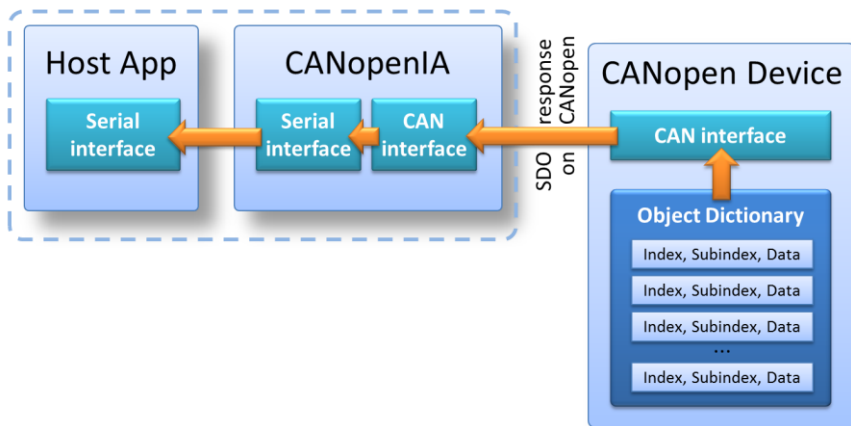 Host App
Serial
interface
CANopenIA
Serial
interface
CAN
interface
SDO response
on CANopen
CANopen Device
CAN interface
Object Dictionary
Index, Subindex, Data
Index, Subindex, Data
Index, Subindex, Data
...
Index, Subindex, Data